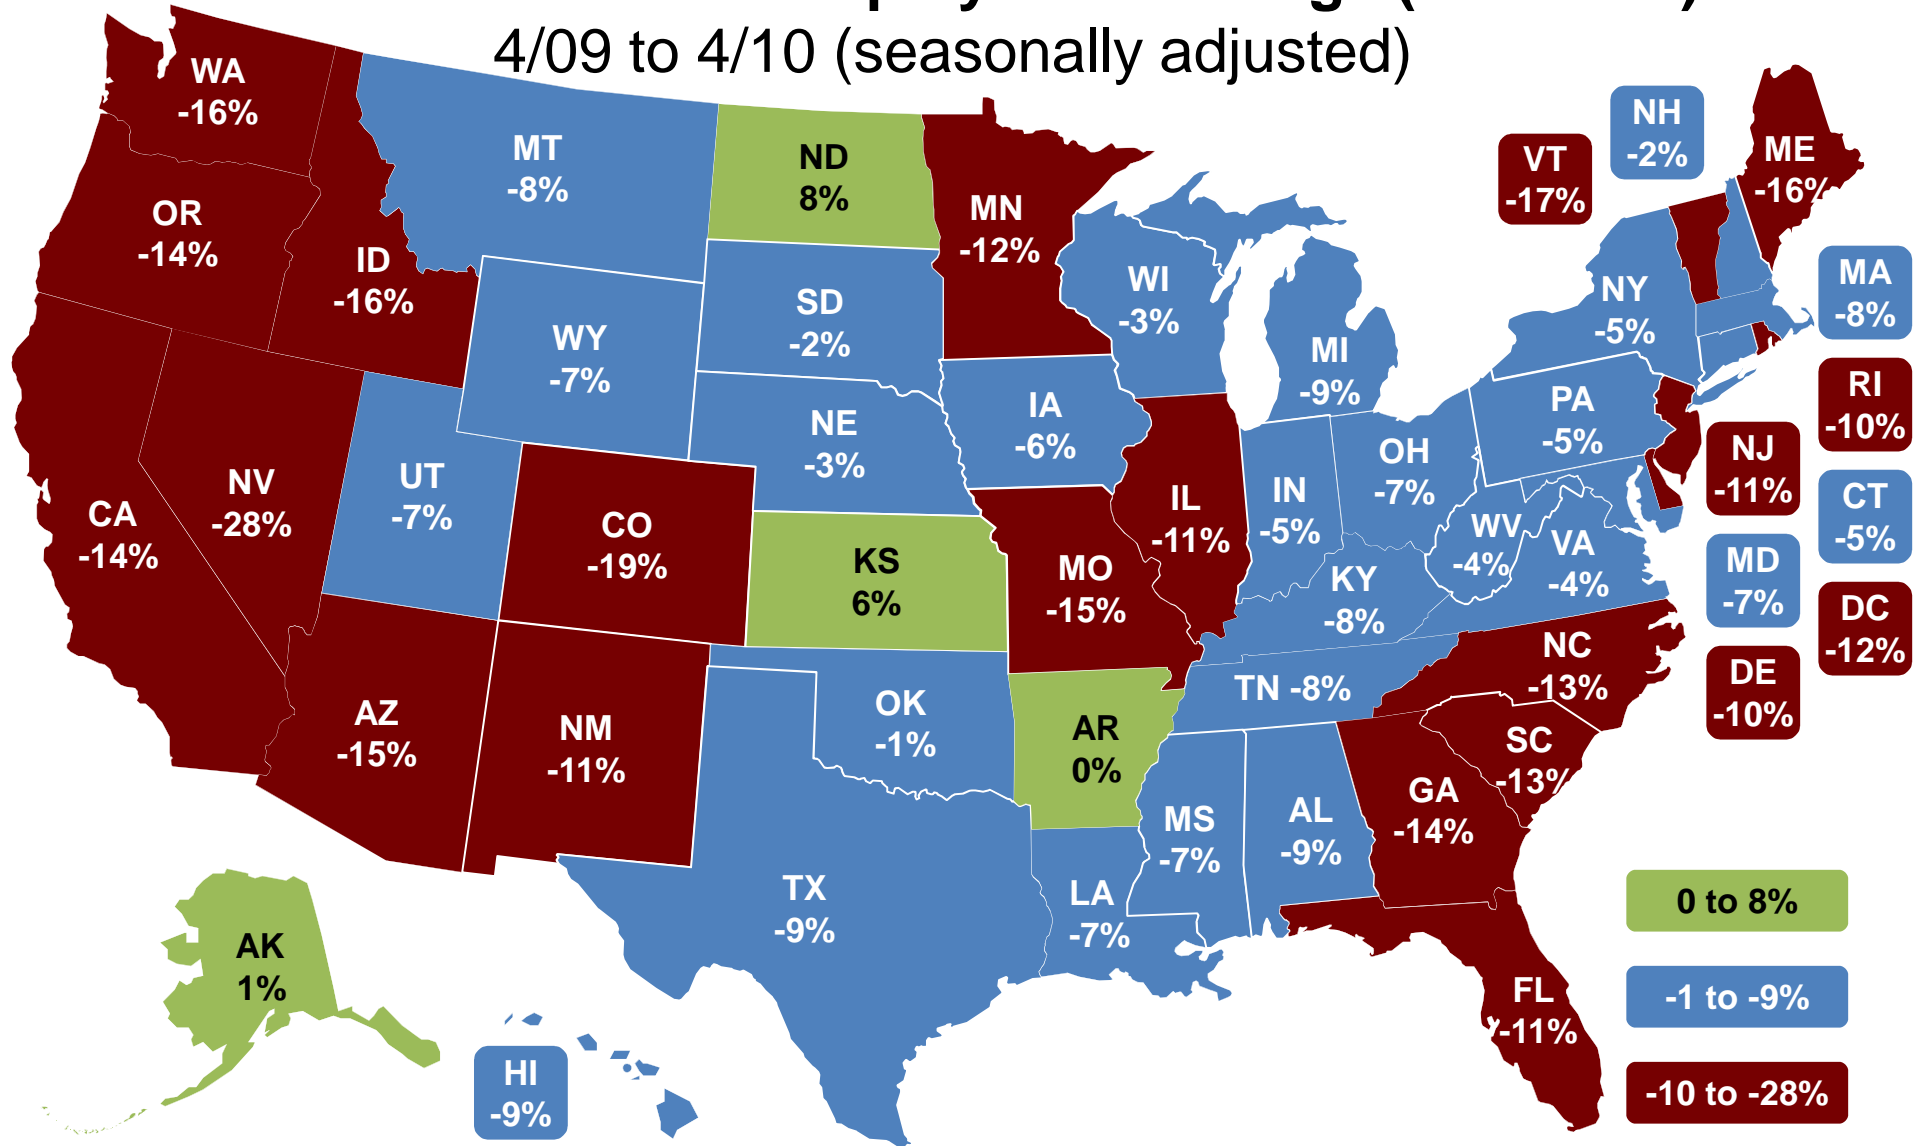 4/09 to 4/10 (seasonally adjusted)
WA
-16%
MT
-8%
ND
8%
MN
-12%
VT
-17%
NH
-2%
ME
-16%
OR
-14%
ID
-16%
WY
-7%
SD
-2%
WI
-3%
MI
-9%
NY
-5%
MA
-8%
RI
-10%
NE
-3%
IA
-6%
PA
-5%
NJ
-11%
CT
-5%
CA
-14%
NV
-28%
UT
-7%
CO
-19%
KS
6%
MO
-15%
IL
-11%
IN
-5%
OH
-7%
WV
-4%
VA
-4%
MD
-7%
DC
-12%
KY
-8%
NC
-13%
DE
-10%
TN -8%
AZ
-15%
NM
-11%
OK
-1%
AR
0%
SC
-13%
GA
-14%
MS
-7%
AL
-9%
TX
-9%
LA
-7%
FL
-11%
AK
1%
HI
-9%
0 to 8%
-1 to -9%
-10 to -28%